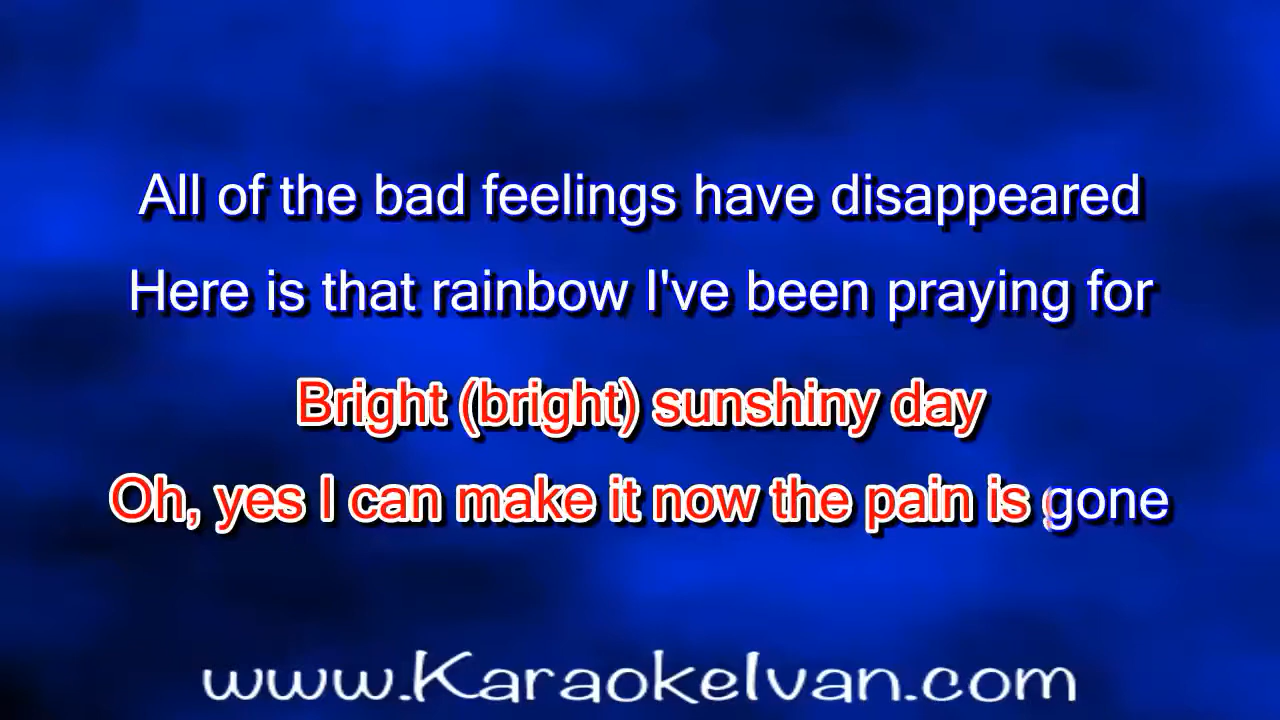 All of the bad feelings have disappeared
Here is that rainbow I've been praying for
Bright (bright) sunshiny day
Oh, yes I can make it now the pain is gone
www.KaraokeIvan.com